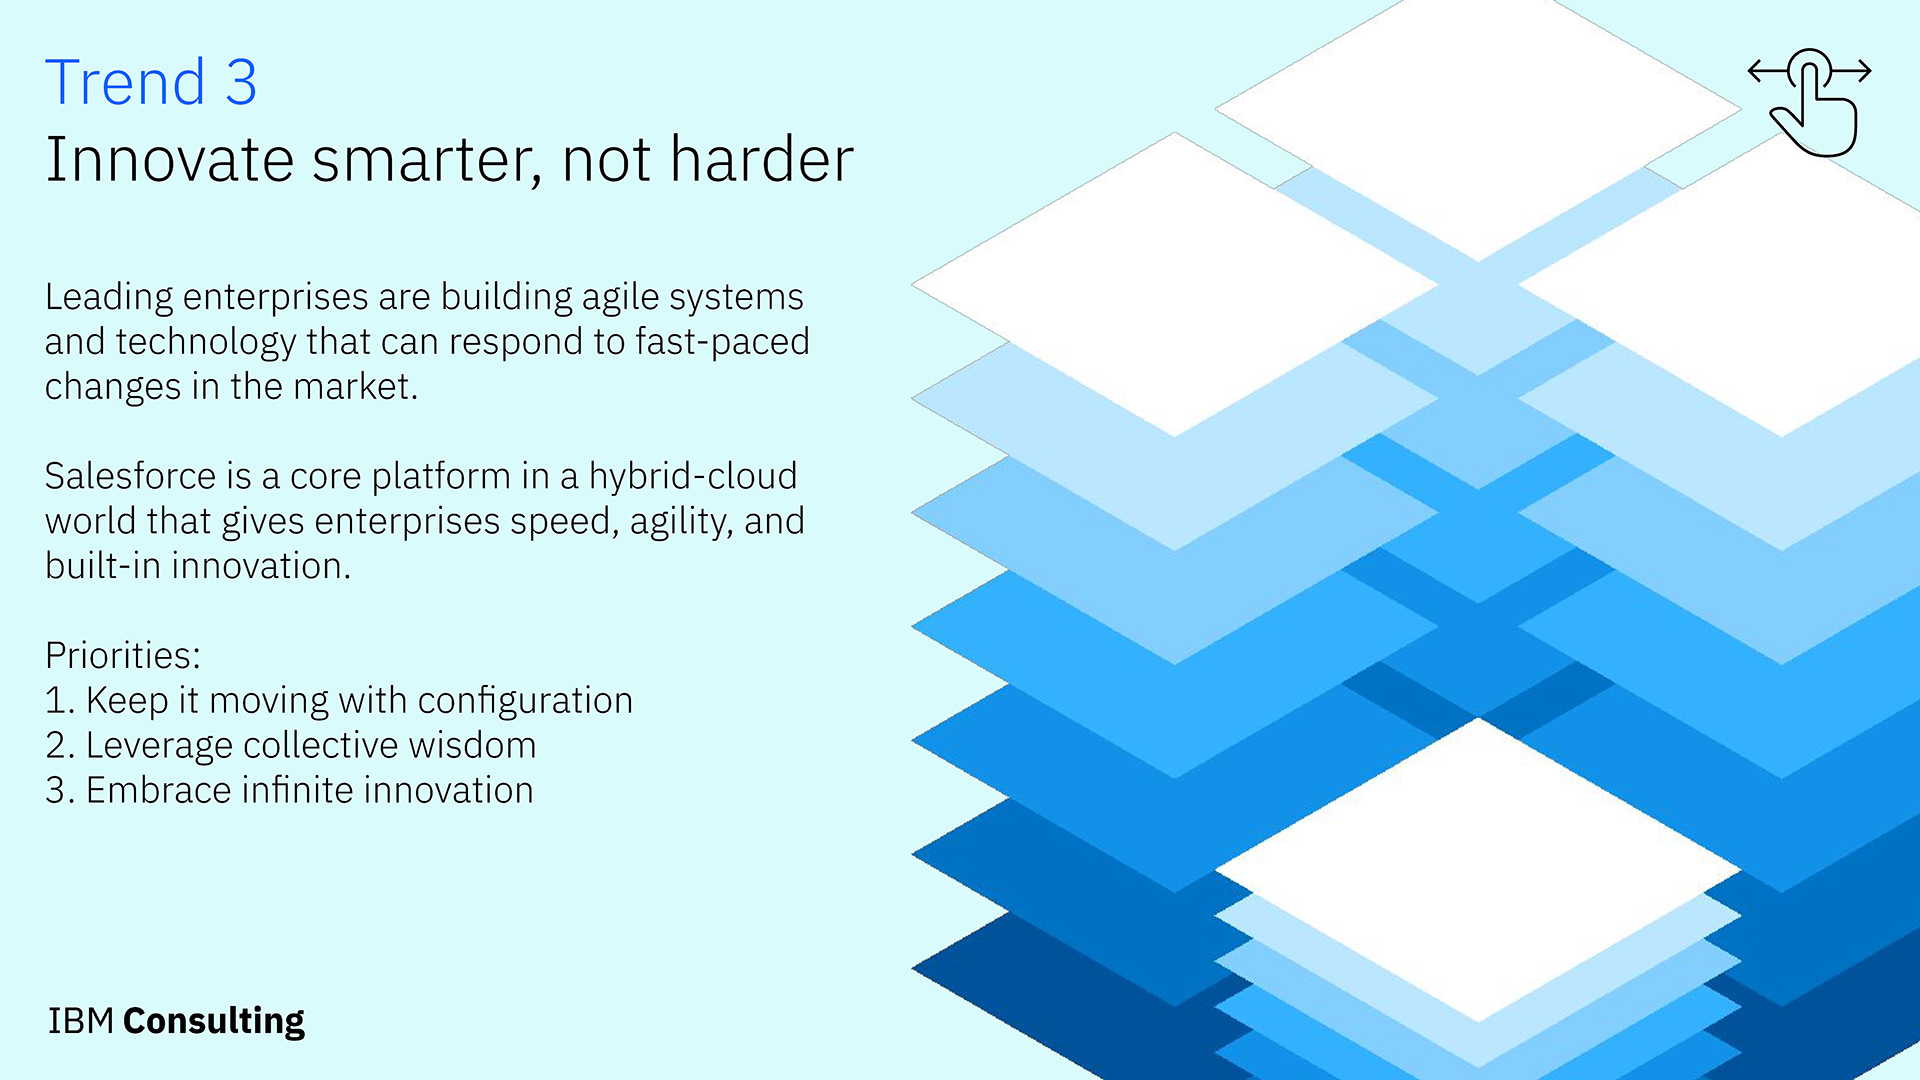 Trend 3
Innovate smarter, not harder
Leading enterprises are building agile systems
and technology that can respond to fast-paced
changes in the market.
Salesforce is a core platform in a hybrid-cloud
world that gives enterprises speed, agility, and
built-in innovation.
Priorities:
1. Keep it moving with configuration
2. Leverage collective wisdom
3. Embrace infinite innovation
IBM Consulting